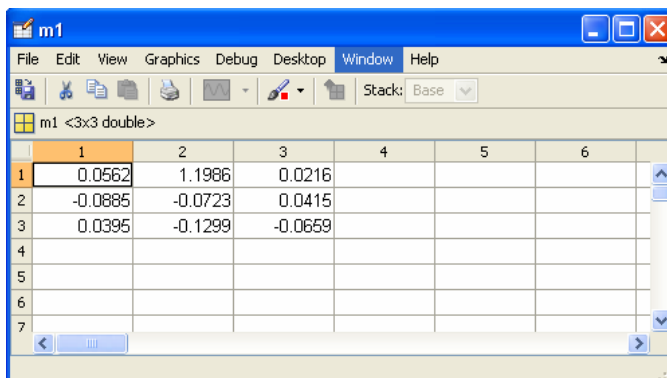 m1
File Edit View Graphics Debug Desktop Window Help
Stack: Base
m1 <3x3 double>
1 2 3 4 5 6
1 0.0562 1.1986 0.0216
2 -0.0885 -0.0723 0.0415
3 0.0395 -0.1299 -0.0659
4
5
6
7